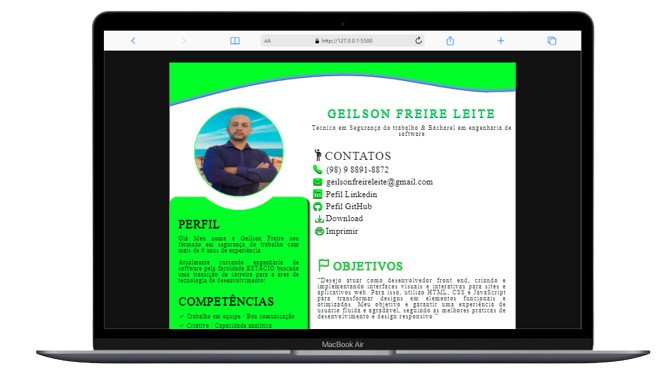 AA
http://127.0.0.1:5500
GEILSON FREIRE LEITE
Técnico em Segurança do trabalho & Bacharel em engenharia de
software
CONTATOS
(98) 9 8891-8872
geilsonfreireleite@gmail.com
Pefil Linkedin
Pefil GitHub
Download
Imprimir
PERFIL
Ola Meu nome e Geilson Freire sou
formado em segurança do trabalho com
mais de 6 anos de experiência.
Atualmente cursando engenharia de
software pela faculdade ESTÁCIO buscado
uma transição de carreira para a área de
tecnologia de desenvolvimento!
COMPETÊNCIAS
✓ Trabalho em equipe / Boa comunicação
✓ Criativo / Capacidade analítica
OBJETIVOS
"Desejo atuar como desenvolvedor front end, criando e
implementando interfaces visuais e interativas para sites e
aplicativos web. Para isso, utilizo HTML, CSS e JavaScript
para transformar designs em elementos funcionais e
otimizados. Meu objetivo é garantir uma experiência de
usuário fluida e agradável, seguindo as melhores práticas de
desenvolvimento e design responsivo."
MacBook Air